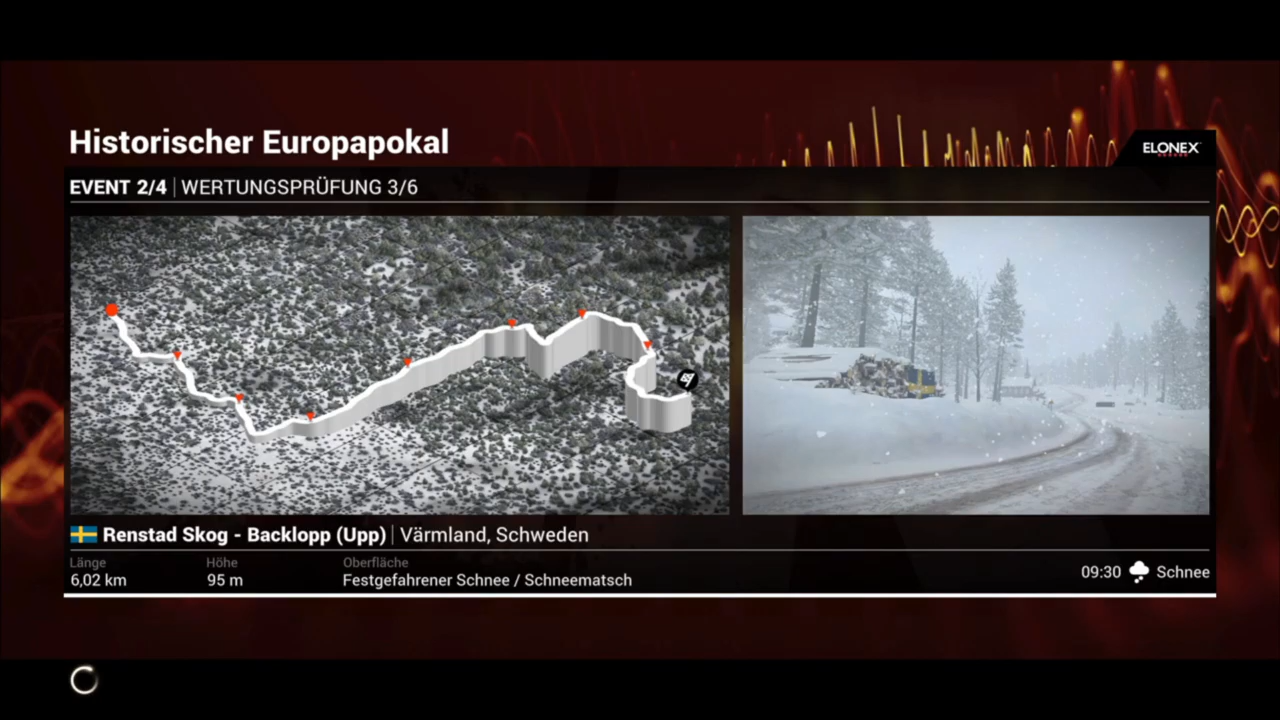 Historischer Europapokal
ELONEX
EVENT 2/4 | WERTUNGSPRÜFUNG 3/6
Renstad Skog - Backlopp (Upp) | Värmland, Schweden
Länge Höhe Oberfläche
6,02 km 95 m Festgefahrener Schnee / Schneematsch
09:30 Schnee